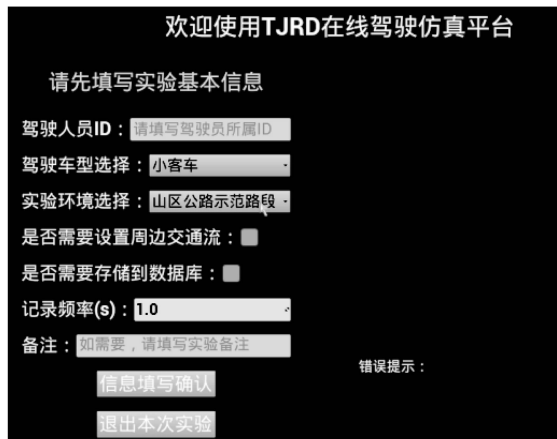 欢迎使用TJRD在线驾驶仿真平台
请先填写实验基本信息
驾驶人员ID：请填写驾驶员所属ID
驾驶车型选择：小客车
实验环境选择：山区公路示范路段
是否需要设置周边交通流：
是否需要存储到数据库：
记录频率(s)：1.0
备注：如需要，请填写实验备注
错误提示：
信息填写确认
退出本次实验